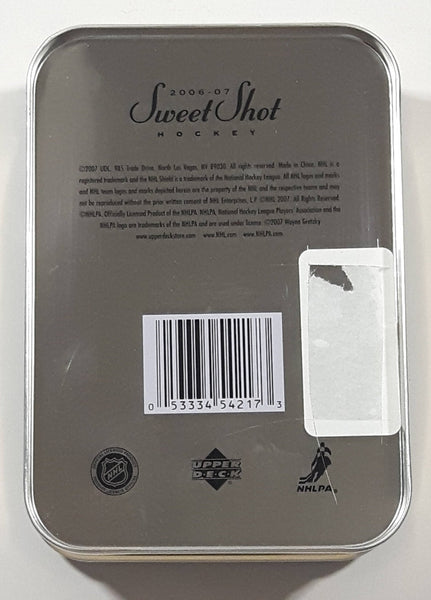 2006-07
Sweet Shot
HOCKEY
©2007 UDC, 985 Trade Drive, North Las Vegas, NV 89030. All rights reserved. Made in China. NHL is a
registered trademark and the NHL Shield is a trademark of the National Hockey League. All NHL logos and marks
and NHL team logos and marks depicted herein are the property of the NHL and the respective teams and may
not be reproduced without the prior written consent of NHL Enterprises, L.P. ©NHL 2007. All Rights Reserved.
©NHLPA. Officially Licensed Product of the NHLPA. NHLPA, National Hockey League Players' Association and the
NHLPA logo are trademarks of the NHLPA and are used under license. ©2007 Wayne Gretzky
www.upperdeckstore.com www.NHL.com www.NHLPA.com
0 53334 54217 3
NHL
UPPER
DECK
NHLPA